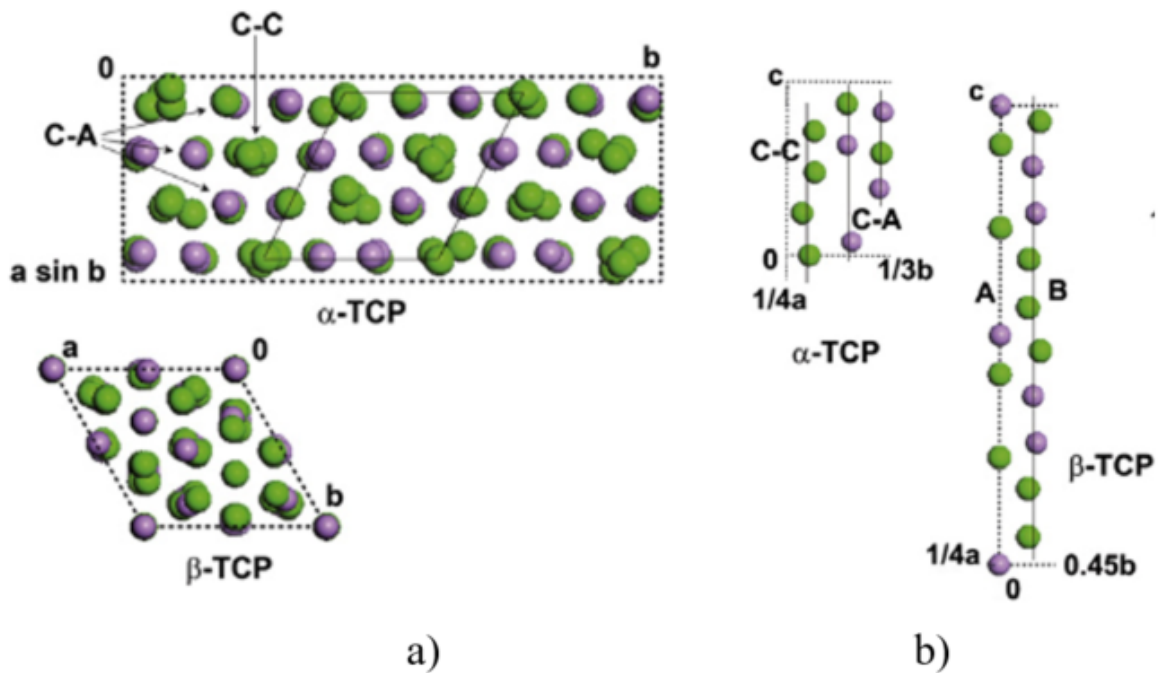 C-C
0
b
C-A
a sin b
α-TCP
a
0
b
β-TCP
a)
c
C-C
C-A
0
1/4a
1/3b
α-TCP
c
A
B
β-TCP
1/4a
0
0.45b
b)